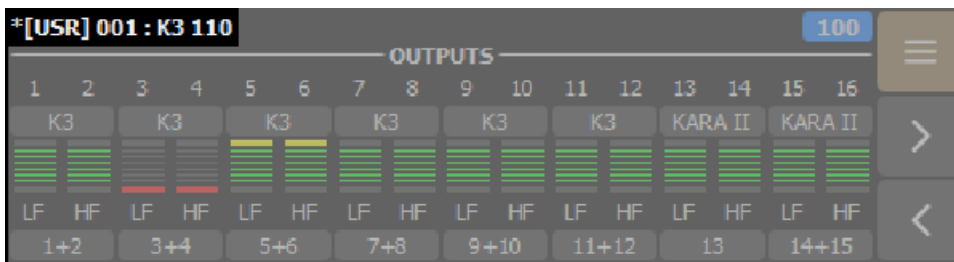 *[USR] 001 : K3 110
100
OUTPUTS
1 2 3 4 5 6 7 8 9 10 11 12 13 14 15 16
K3 K3 K3 K3 K3 K3 KARA II KARA II
LF HF LF HF LF HF LF HF LF HF LF HF LF HF LF HF
1+2 3+4 5+6 7+8 9+10 11+12 13 14+15